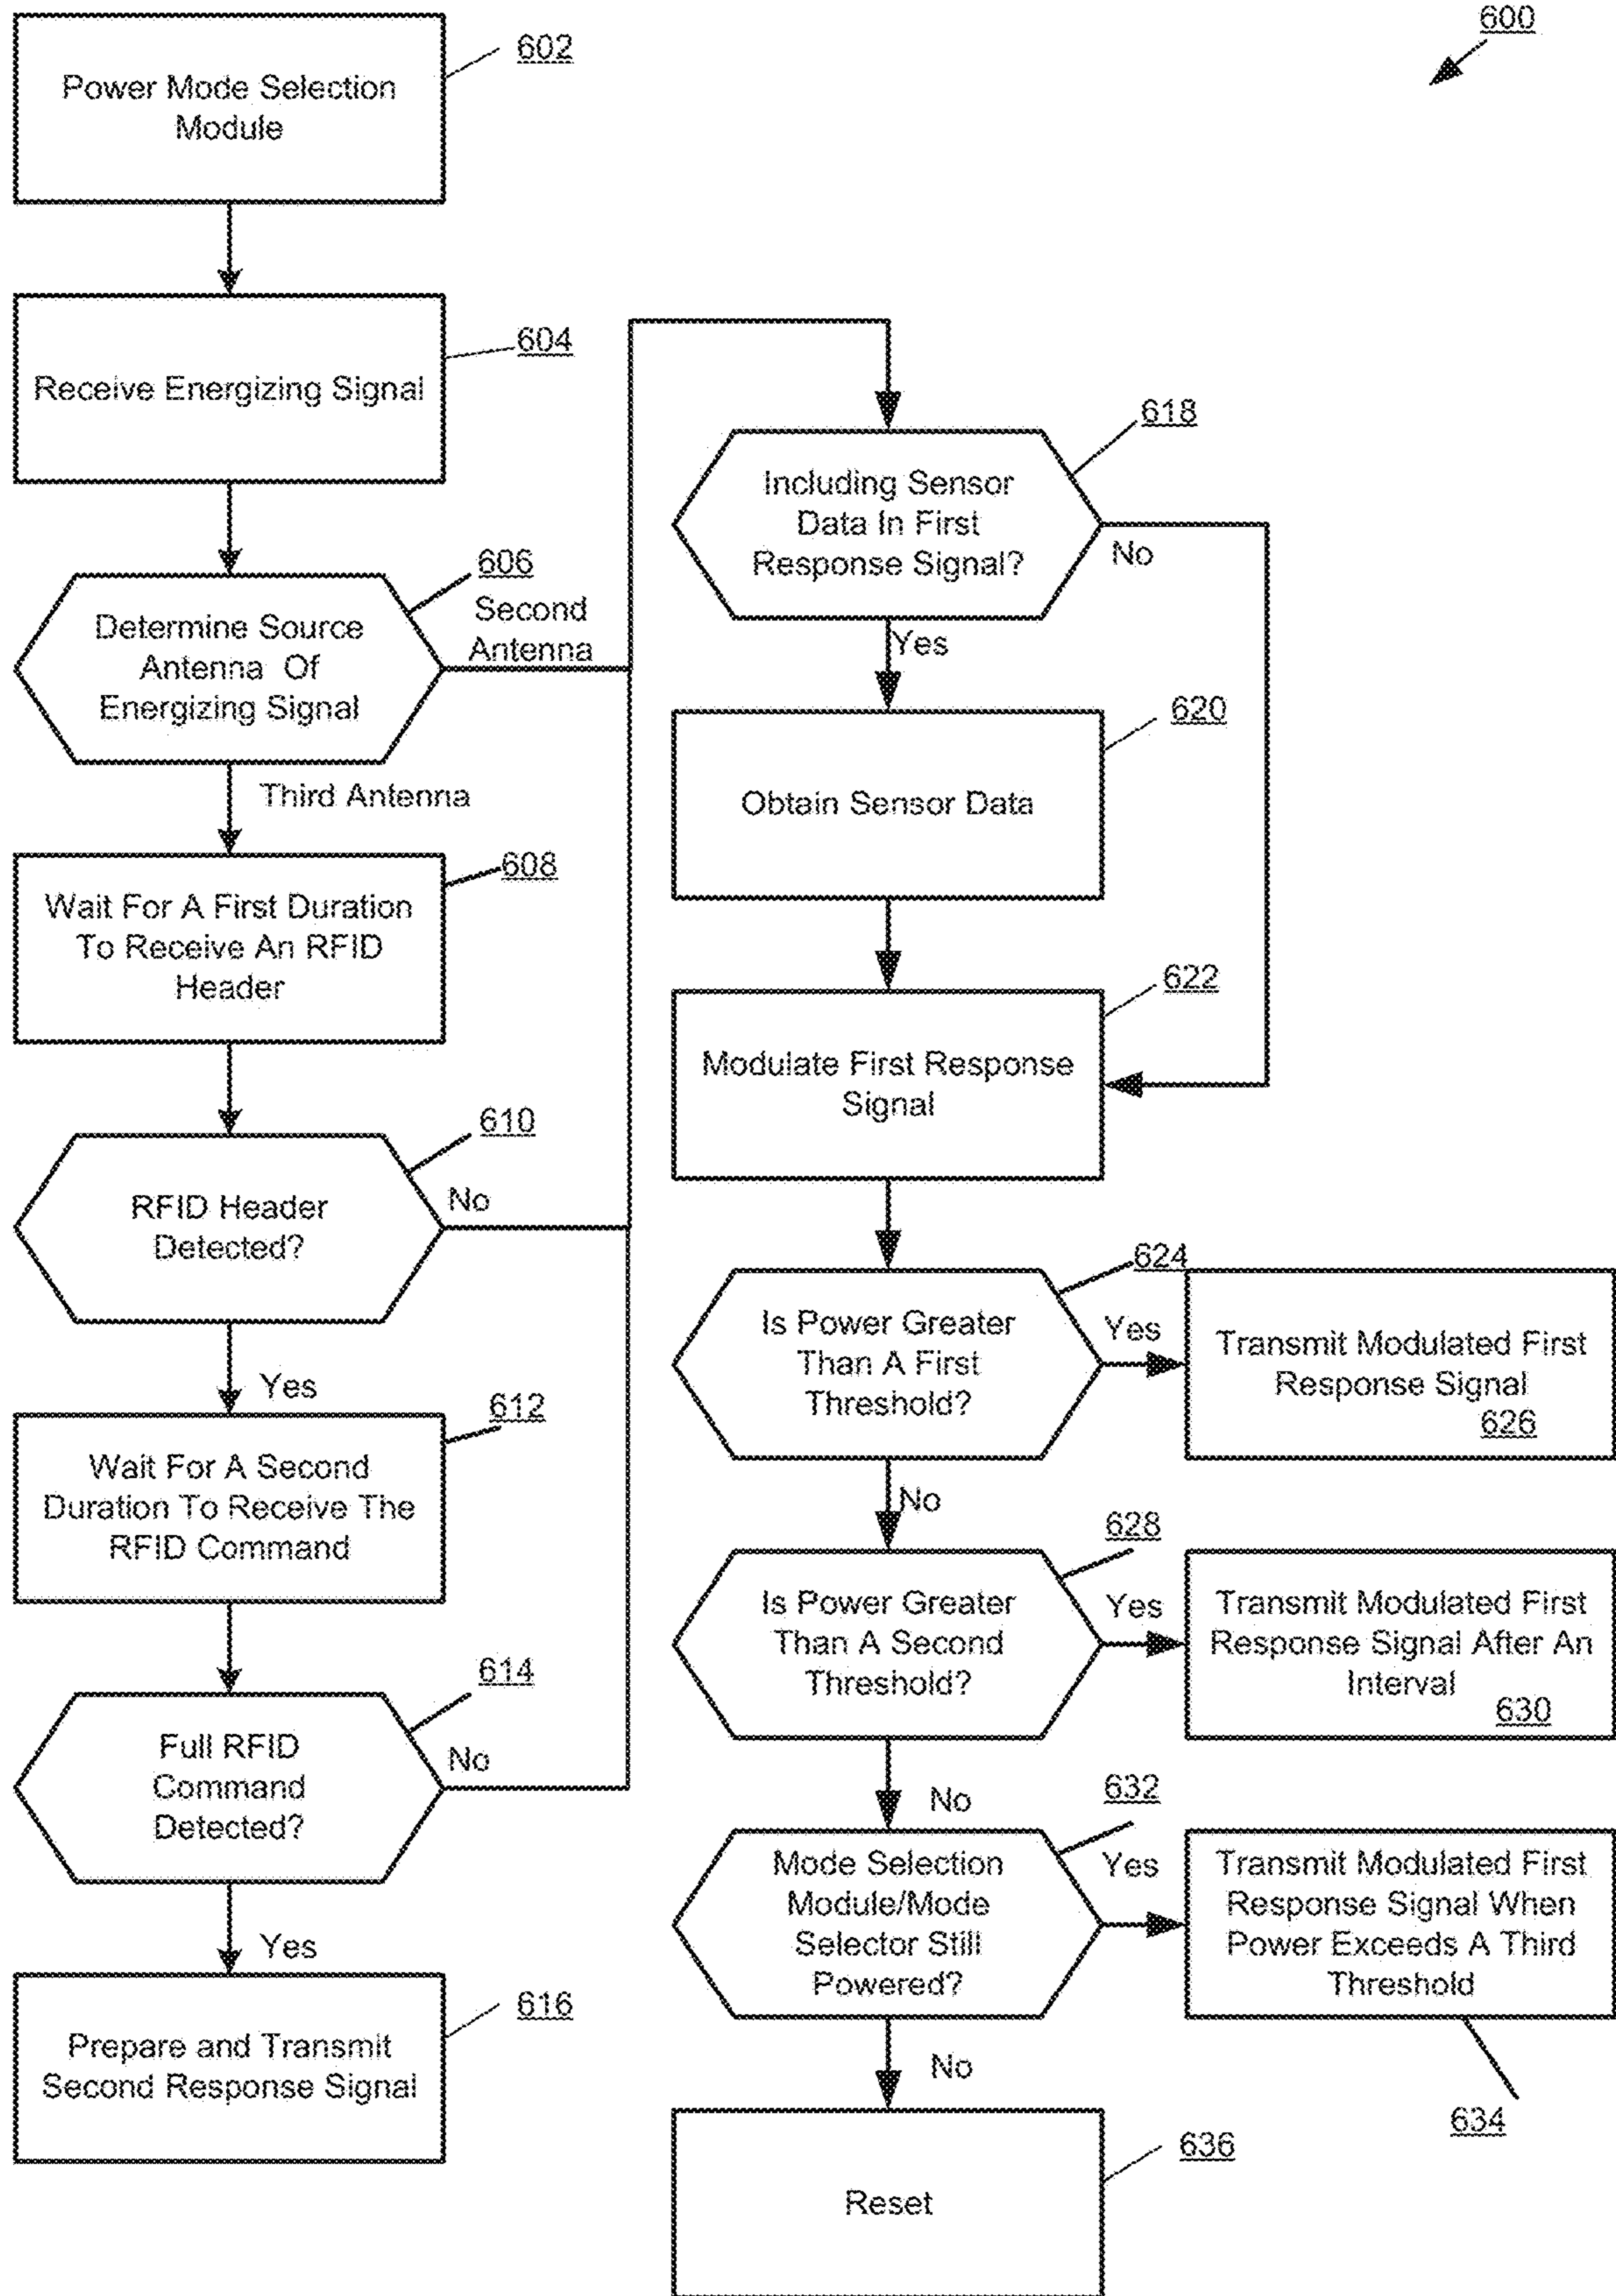 600
602
Power Mode Selection
Module
604
Receive Energizing Signal
606
Determine Source
Antenna Of
Energizing Signal
Second
Antenna
Third Antenna
608
Wait For A First Duration
To Receive An RFID
Header
610
RFID Header
Detected?
No
Yes
612
Wait For A Second
Duration To Receive The
RFID Command
614
Full RFID
Command
Detected?
No
Yes
616
Prepare and Transmit
Second Response Signal
618
Including Sensor
Data In First
Response Signal?
No
Yes
620
Obtain Sensor Data
622
Modulate First Response
Signal
624
Is Power Greater
Than A First
Threshold?
Yes
Transmit Modulated First
Response Signal
626
No
628
Is Power Greater
Than A Second
Threshold?
Yes
Transmit Modulated First
Response Signal After An
Interval
630
No
632
Mode Selection
Module/Mode
Selector Still
Powered?
Yes
Transmit Modulated First
Response Signal When
Power Exceeds A Third
Threshold
634
No
636
Reset